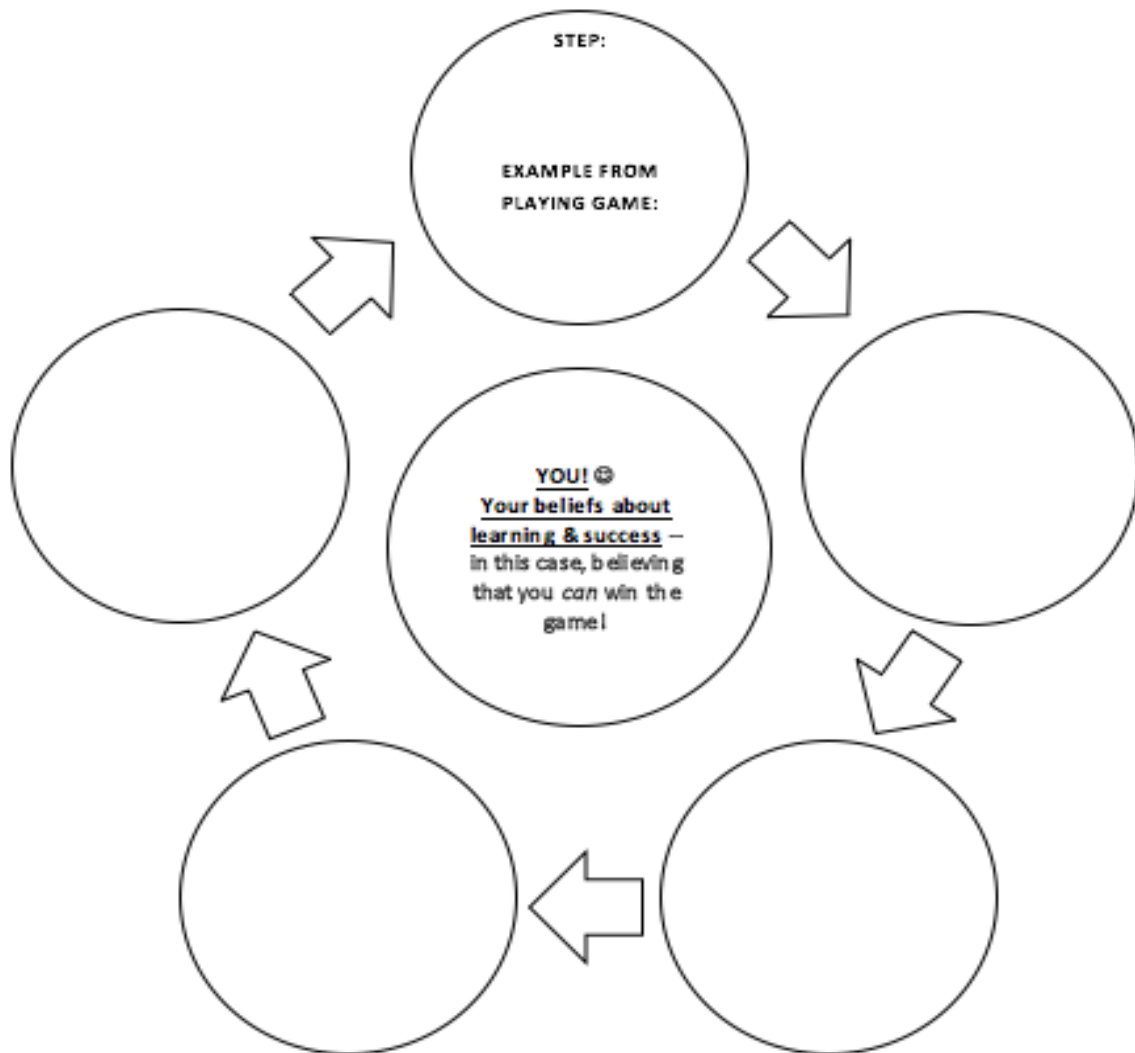 STEP:
EXAMPLE FROM
PLAYING GAME:
YOU! ☺
Your beliefs about
learning & success –
in this case, believing
that you can win the
game!